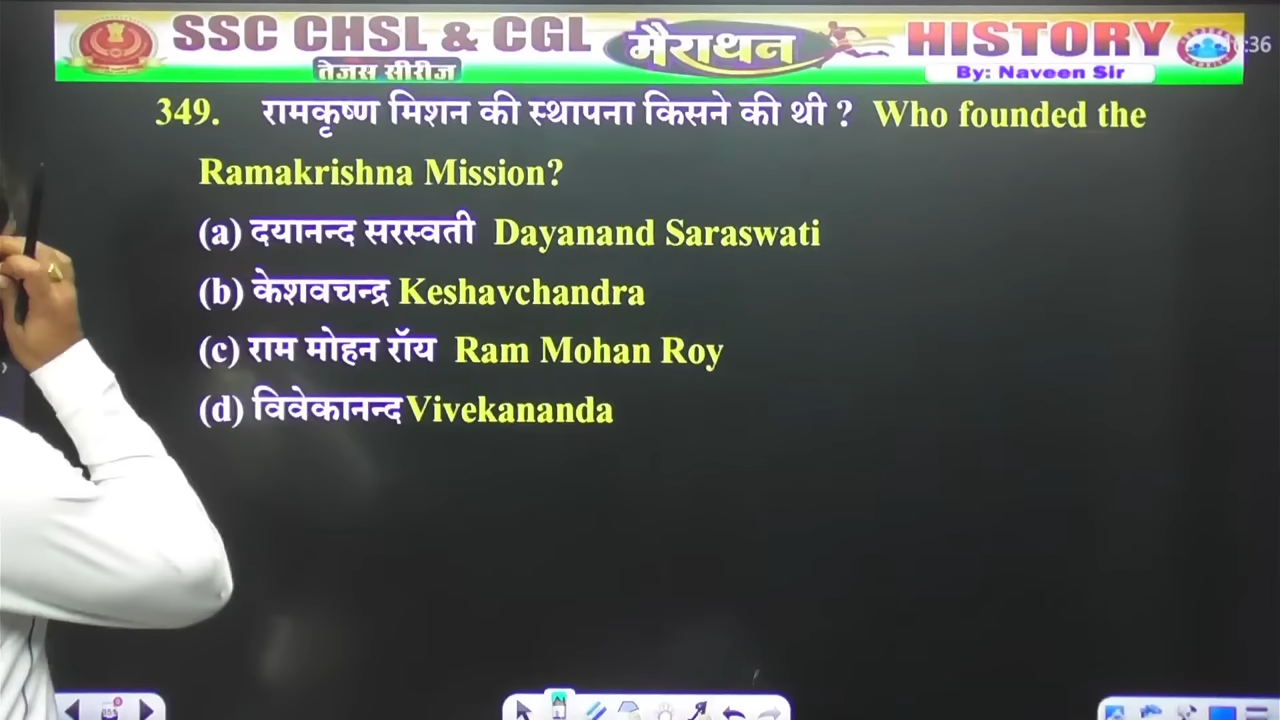 SSC CHSL & CGL मैराथन HISTORY
तेजस सीरीज By: Naveen Sir
349. रामकृष्ण मिशन की स्थापना किसने की थी ? Who founded the
Ramakrishna Mission?
(a) दयानन्द सरस्वती Dayanand Saraswati
(b) केशवचन्द्र Keshavchandra
(c) राम मोहन रॉय Ram Mohan Roy
(d) विवेकानन्द Vivekananda